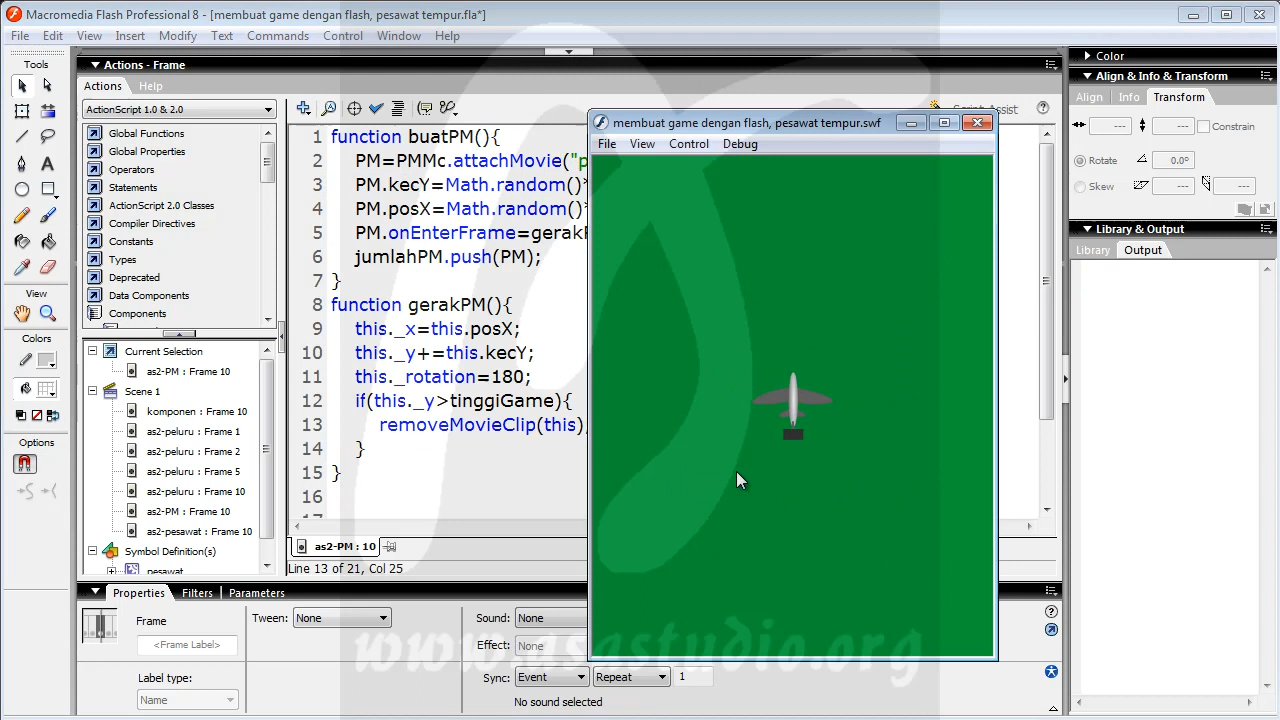 Macromedia Flash Professional 8 - [membuat game dengan flash, pesawat tempur.fla*]
File Edit View Insert Modify Text Commands Control Window Help
Tools
View
Colors
Options
Actions - Frame
Actions Help
ActionScript 1.0 & 2.0
Global Functions
Global Properties
Operators
Statements
ActionScript 2.0 Classes
Compiler Directives
Constants
Types
Deprecated
Data Components
Components
Current Selection
as2-PM : Frame 10
Scene 1
komponen : Frame 10
as2-peluru : Frame 1
as2-peluru : Frame 2
as2-peluru : Frame 5
as2-peluru : Frame 10
as2-PM : Frame 10
as2-pesawat : Frame 10
Symbol Definition(s)
pesawat
Script Assist
1 function buatPM(){
2 PM=PMMc.attachMovie("p
3 PM.kecY=Math.random()*
4 PM.posX=Math.random()*
5 PM.onEnterFrame=gerakP
6 jumlahPM.push(PM);
7 }
8 function gerakPM(){
9 this._x=this.posX;
10 this._y+=this.kecY;
11 this._rotation=180;
12 if(this._y>tinggiGame){
13 removeMovieClip(this)
14 }
15 }
16
as2-PM : 10
Line 13 of 21, Col 25
membuat game dengan flash, pesawat tempur.swf
File View Control Debug
Properties Filters Parameters
Frame
<Frame Label>
Label type:
Name
Tween: None
Sound: None
Effect: None
Sync: Event Repeat 1
No sound selected
www.asastudio.org
Color
Align & Info & Transform
Align Info Transform
Constrain
Rotate 0.0°
Skew
Library & Output
Library Output